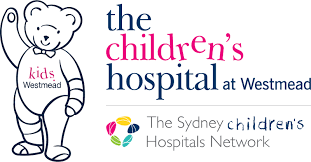 kids
Westmead
the
children's
hospital at Westmead
The Sydney children's
Hospitals Network